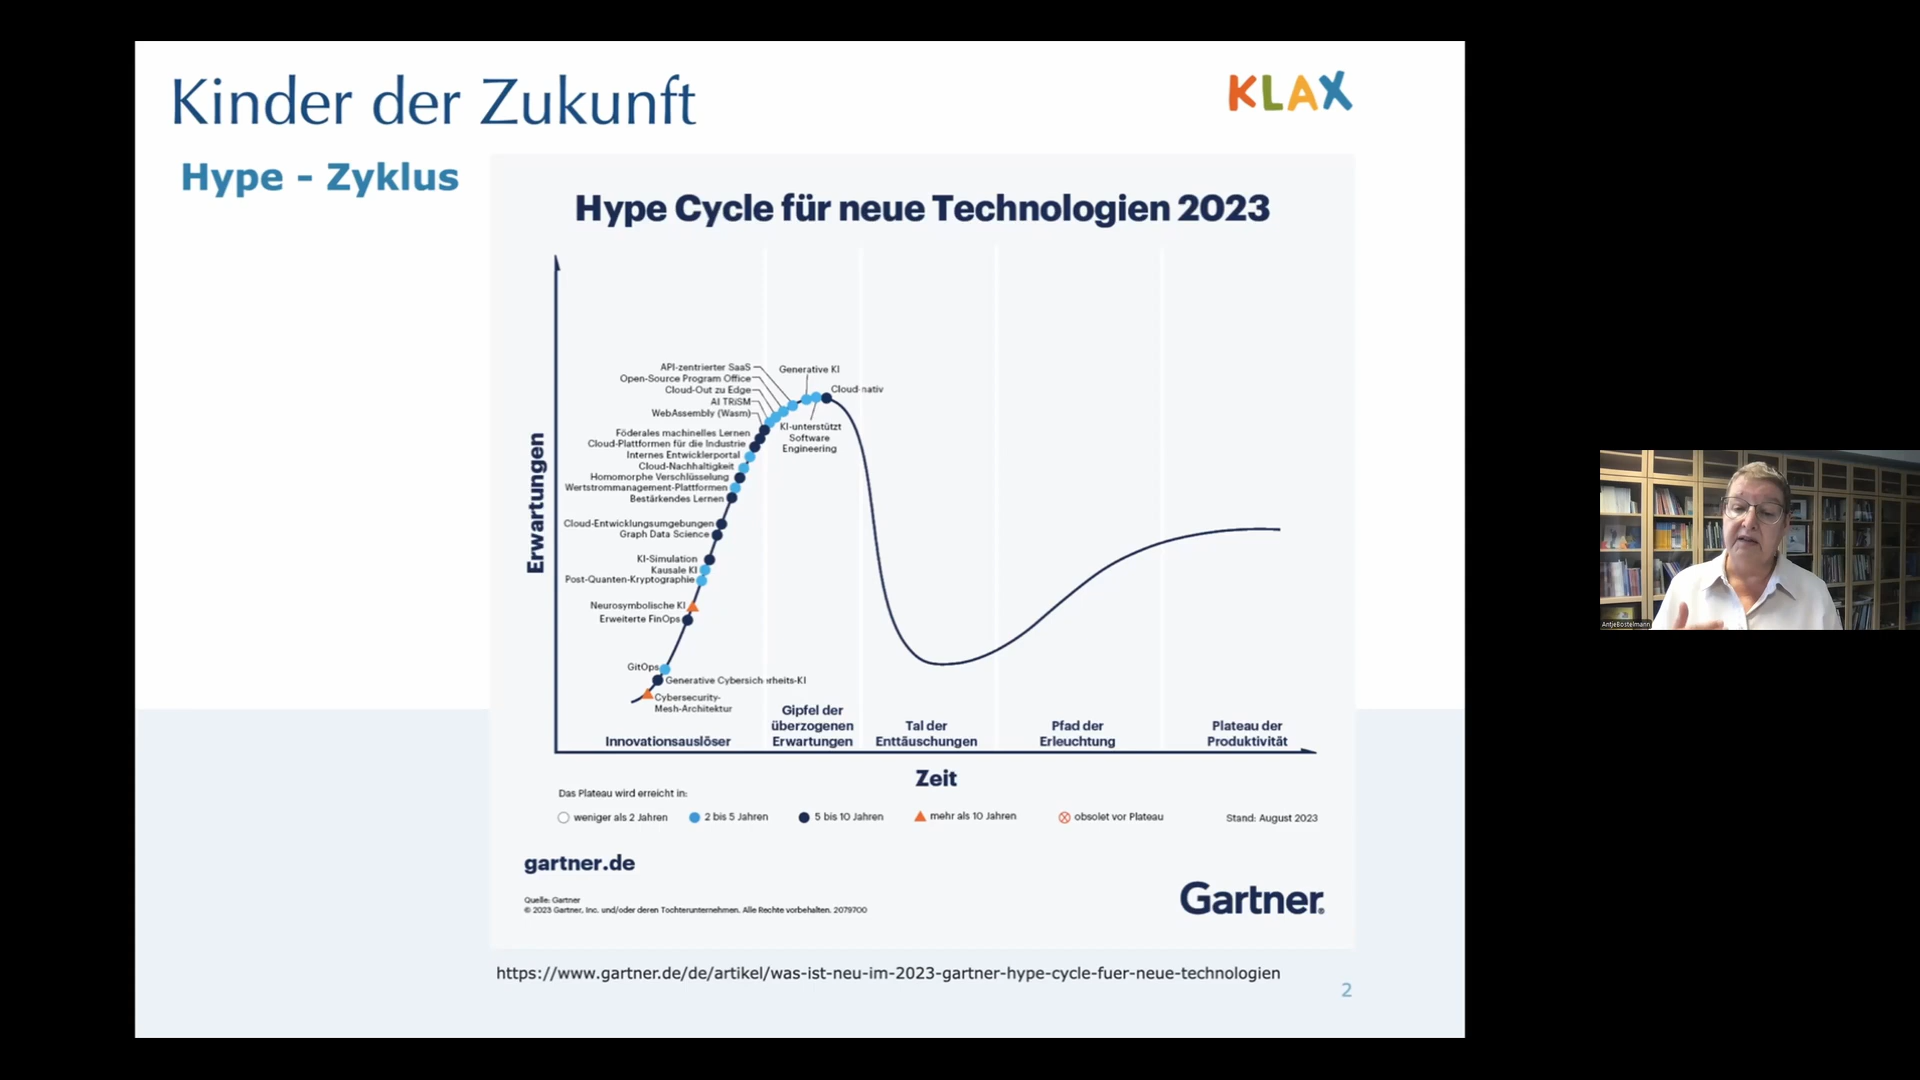 Kinder der Zukunft
KLAX
Hype - Zyklus
Hype Cycle für neue Technologien 2023
Erwartungen
API-zentrierter SaaS
Open-Source Program Office
Cloud-Out zu Edge
AI TRiSM
WebAssembly (Wasm)
Generative KI
Cloud-nativ
KI-unterstützt
Software
Engineering
Föderales machinelles Lernen
Cloud-Plattformen für die Industrie
Internes Entwicklerportal
Cloud-Nachhaltigkeit
Homomorphe Verschlüsselung
Wertstrommanagement-Plattformen
Bestärkendes Lernen
Cloud-Entwicklungsumgebungen
Graph Data Science
KI-Simulation
Kausale KI
Post-Quanten-Kryptographie
Neurosymbolische KI
Erweiterte FinOps
GitOps
Generative Cybersicherheits-KI
Cybersecurity-
Mesh-Architektur
Innovationsauslöser
Gipfel der
überzogenen
Erwartungen
Tal der
Enttäuschungen
Pfad der
Erleuchtung
Plateau der
Produktivität
Zeit
Das Plateau wird erreicht in:
weniger als 2 Jahren
2 bis 5 Jahren
5 bis 10 Jahren
mehr als 10 Jahren
obsolet vor Plateau
Stand: August 2023
gartner.de
Quelle: Gartner
© 2023 Gartner, Inc. und/oder deren Tochterunternehmen. Alle Rechte vorbehalten. 2079700
Gartner®
https://www.gartner.de/de/artikel/was-ist-neu-im-2023-gartner-hype-cycle-fuer-neue-technologien
2
AntjeBostelmann